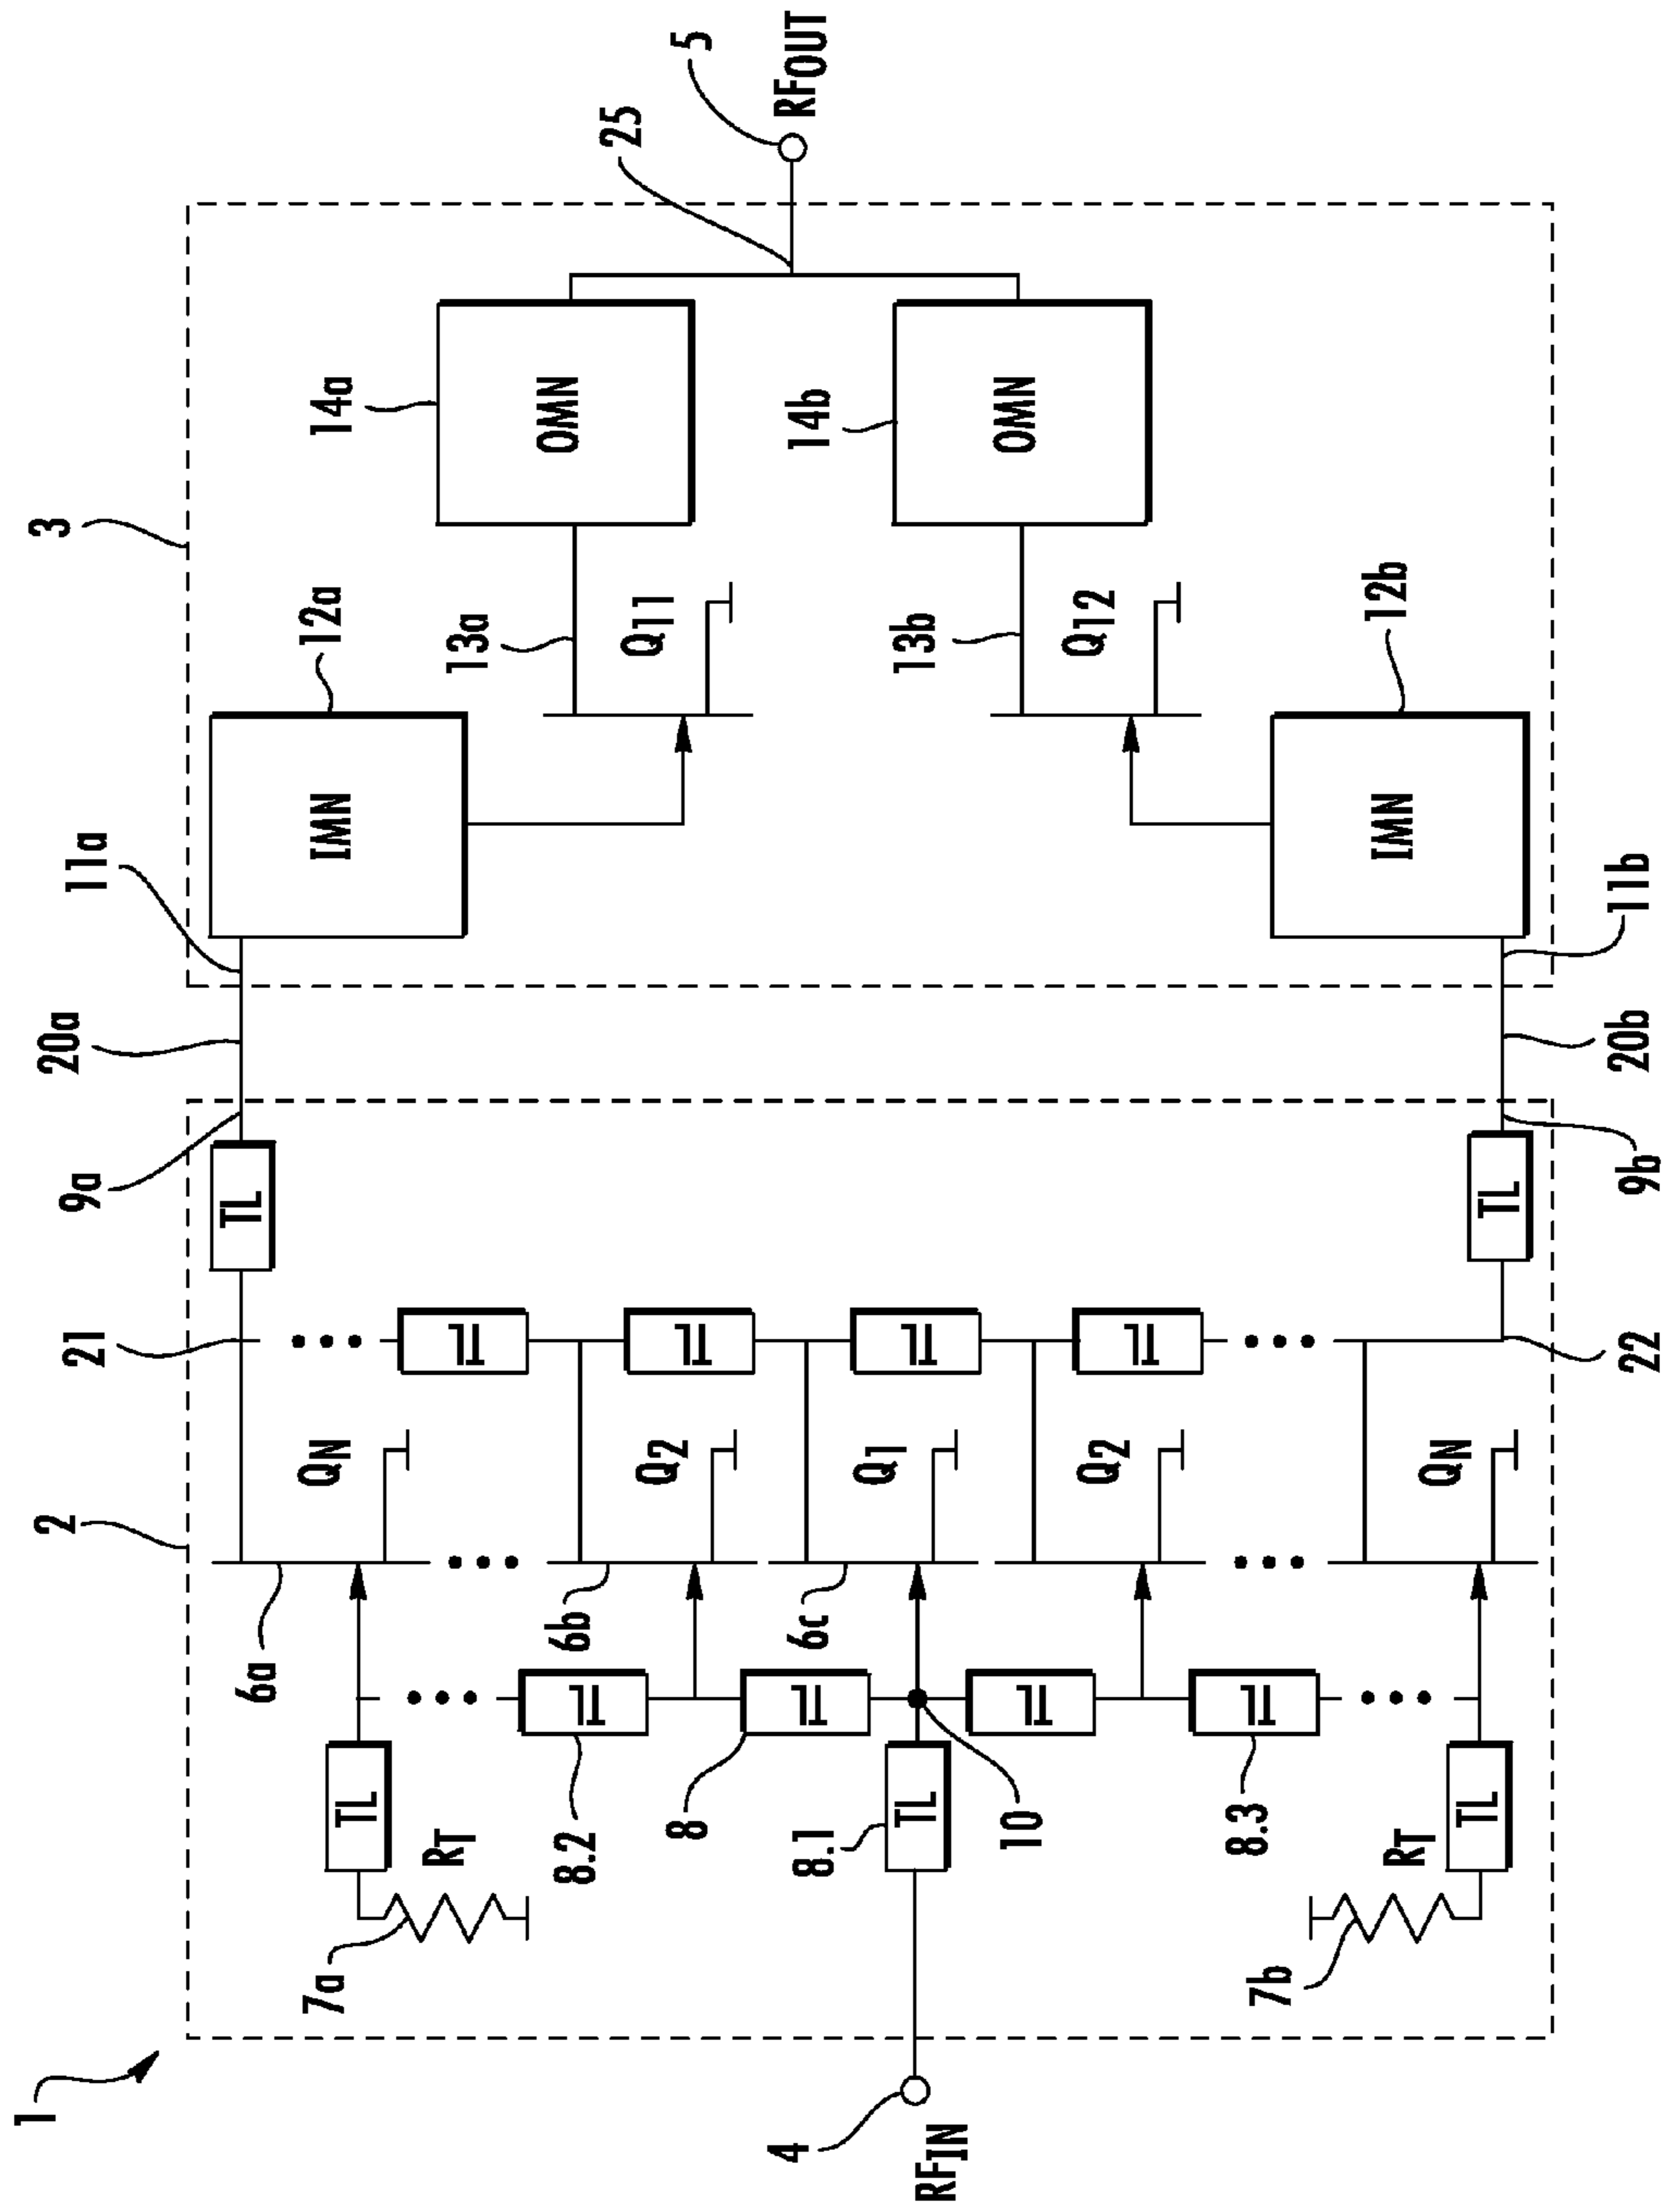 1
2
21
9a
20a
11a
3
7a
TL
6a
QN
TL
IMN
12a
14a
RT
TL
13a
OMN
8.2
TL
6b
Q2
TL
Q11
25
8
TL
5
4
RFIN
8.1
TL
6c
Q1
TL
13b
14b
RFOUT
10
TL
Q2
TL
Q12
OMN
8.3
TL
7b
RT
TL
QN
TL
IMN
12b
TL
22
9b
20b
11b